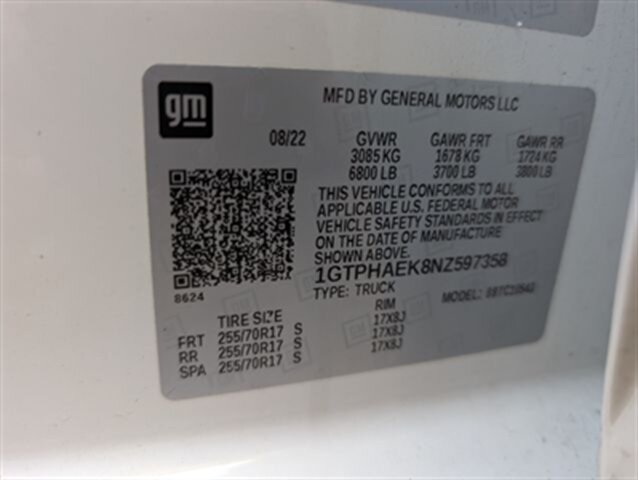 gm
MFD BY GENERAL MOTORS LLC
08/22 GVWR GAWR FRT GAWR RR
3085 KG 1678 KG 1724 KG
6800 LB 3700 LB 3800 LB
THIS VEHICLE CONFORMS TO ALL
APPLICABLE U.S. FEDERAL MOTOR
VEHICLE SAFETY STANDARDS IN EFFECT
ON THE DATE OF MANUFACTURE
SHOWN ABOVE.
1GTPHAEK8NZ597358
8624
TYPE: TRUCK MODEL:
TIRE SIZE RIM
FRT 255/70R17 S 17X8J
RR 255/70R17 S 17X8J
SPA 255/70R17 S 17X8J